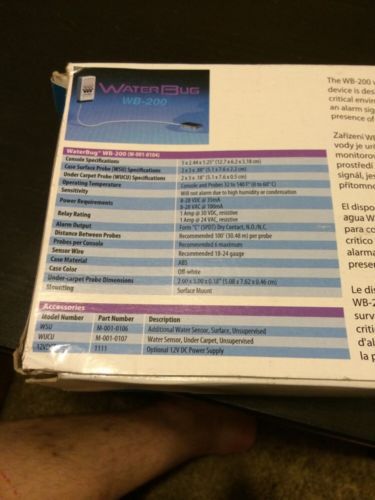 WATERBUG
WB-200
WaterBug® WB-200 (M-001-0104)
Console Specifications 5 x 2.44 x 1.25" (12.7 x 6.2 x 3.18 cm)
Case Surface Probe (WSU) Specifications 2 x 3 x .88" (5.1 x 7.6 x 2.2 cm)
Under Carpet Probe (WUCU) Specifications 2 x 3 x .18" (5.1 x 7.6 x 0.5 cm)
Operating Temperature Console and Probes 32 to 140°F (0 to 60°C)
Sensitivity Will not alarm due to high humidity or condensation
Power Requirements 8-28 VDC @ 35mA
8-28 VAC @ 100mA
Relay Rating 1 Amp @ 30 VDC, resistive
1 Amp @ 24 VAC, resistive
Alarm Output Form "C" (SPDT) Dry Contact, N.O./N.C.
Distance Between Probes Recommended 100' (30.48 m) per probe
Probes per Console Recommended 6 maximum
Sensor Wire Recommended 18-24 gauge
Case Material ABS
Case Color Off-white
Under-Carpet Probe Dimensions 2.00 x 3.00 x 0.18" (5.08 x 7.62 x 0.46 cm)
Mounting Surface Mount
Accessories
Model Number Part Number Description
WSU M-001-0106 Additional Water Sensor, Surface, Unsupervised
WUCU M-001-0107 Water Sensor, Under Carpet, Unsupervised
1111 Optional 12V DC Power Supply
The WB-200
device is des
critical envir
an alarm sig
presence of
Zařízení WB
vody je urč
monitorov
prostředí
signál, jes
přítomno
El dispo
agua W
para co
crítico
alarma
presen
Le dis
WB-2
surv
criti
d'al
la p